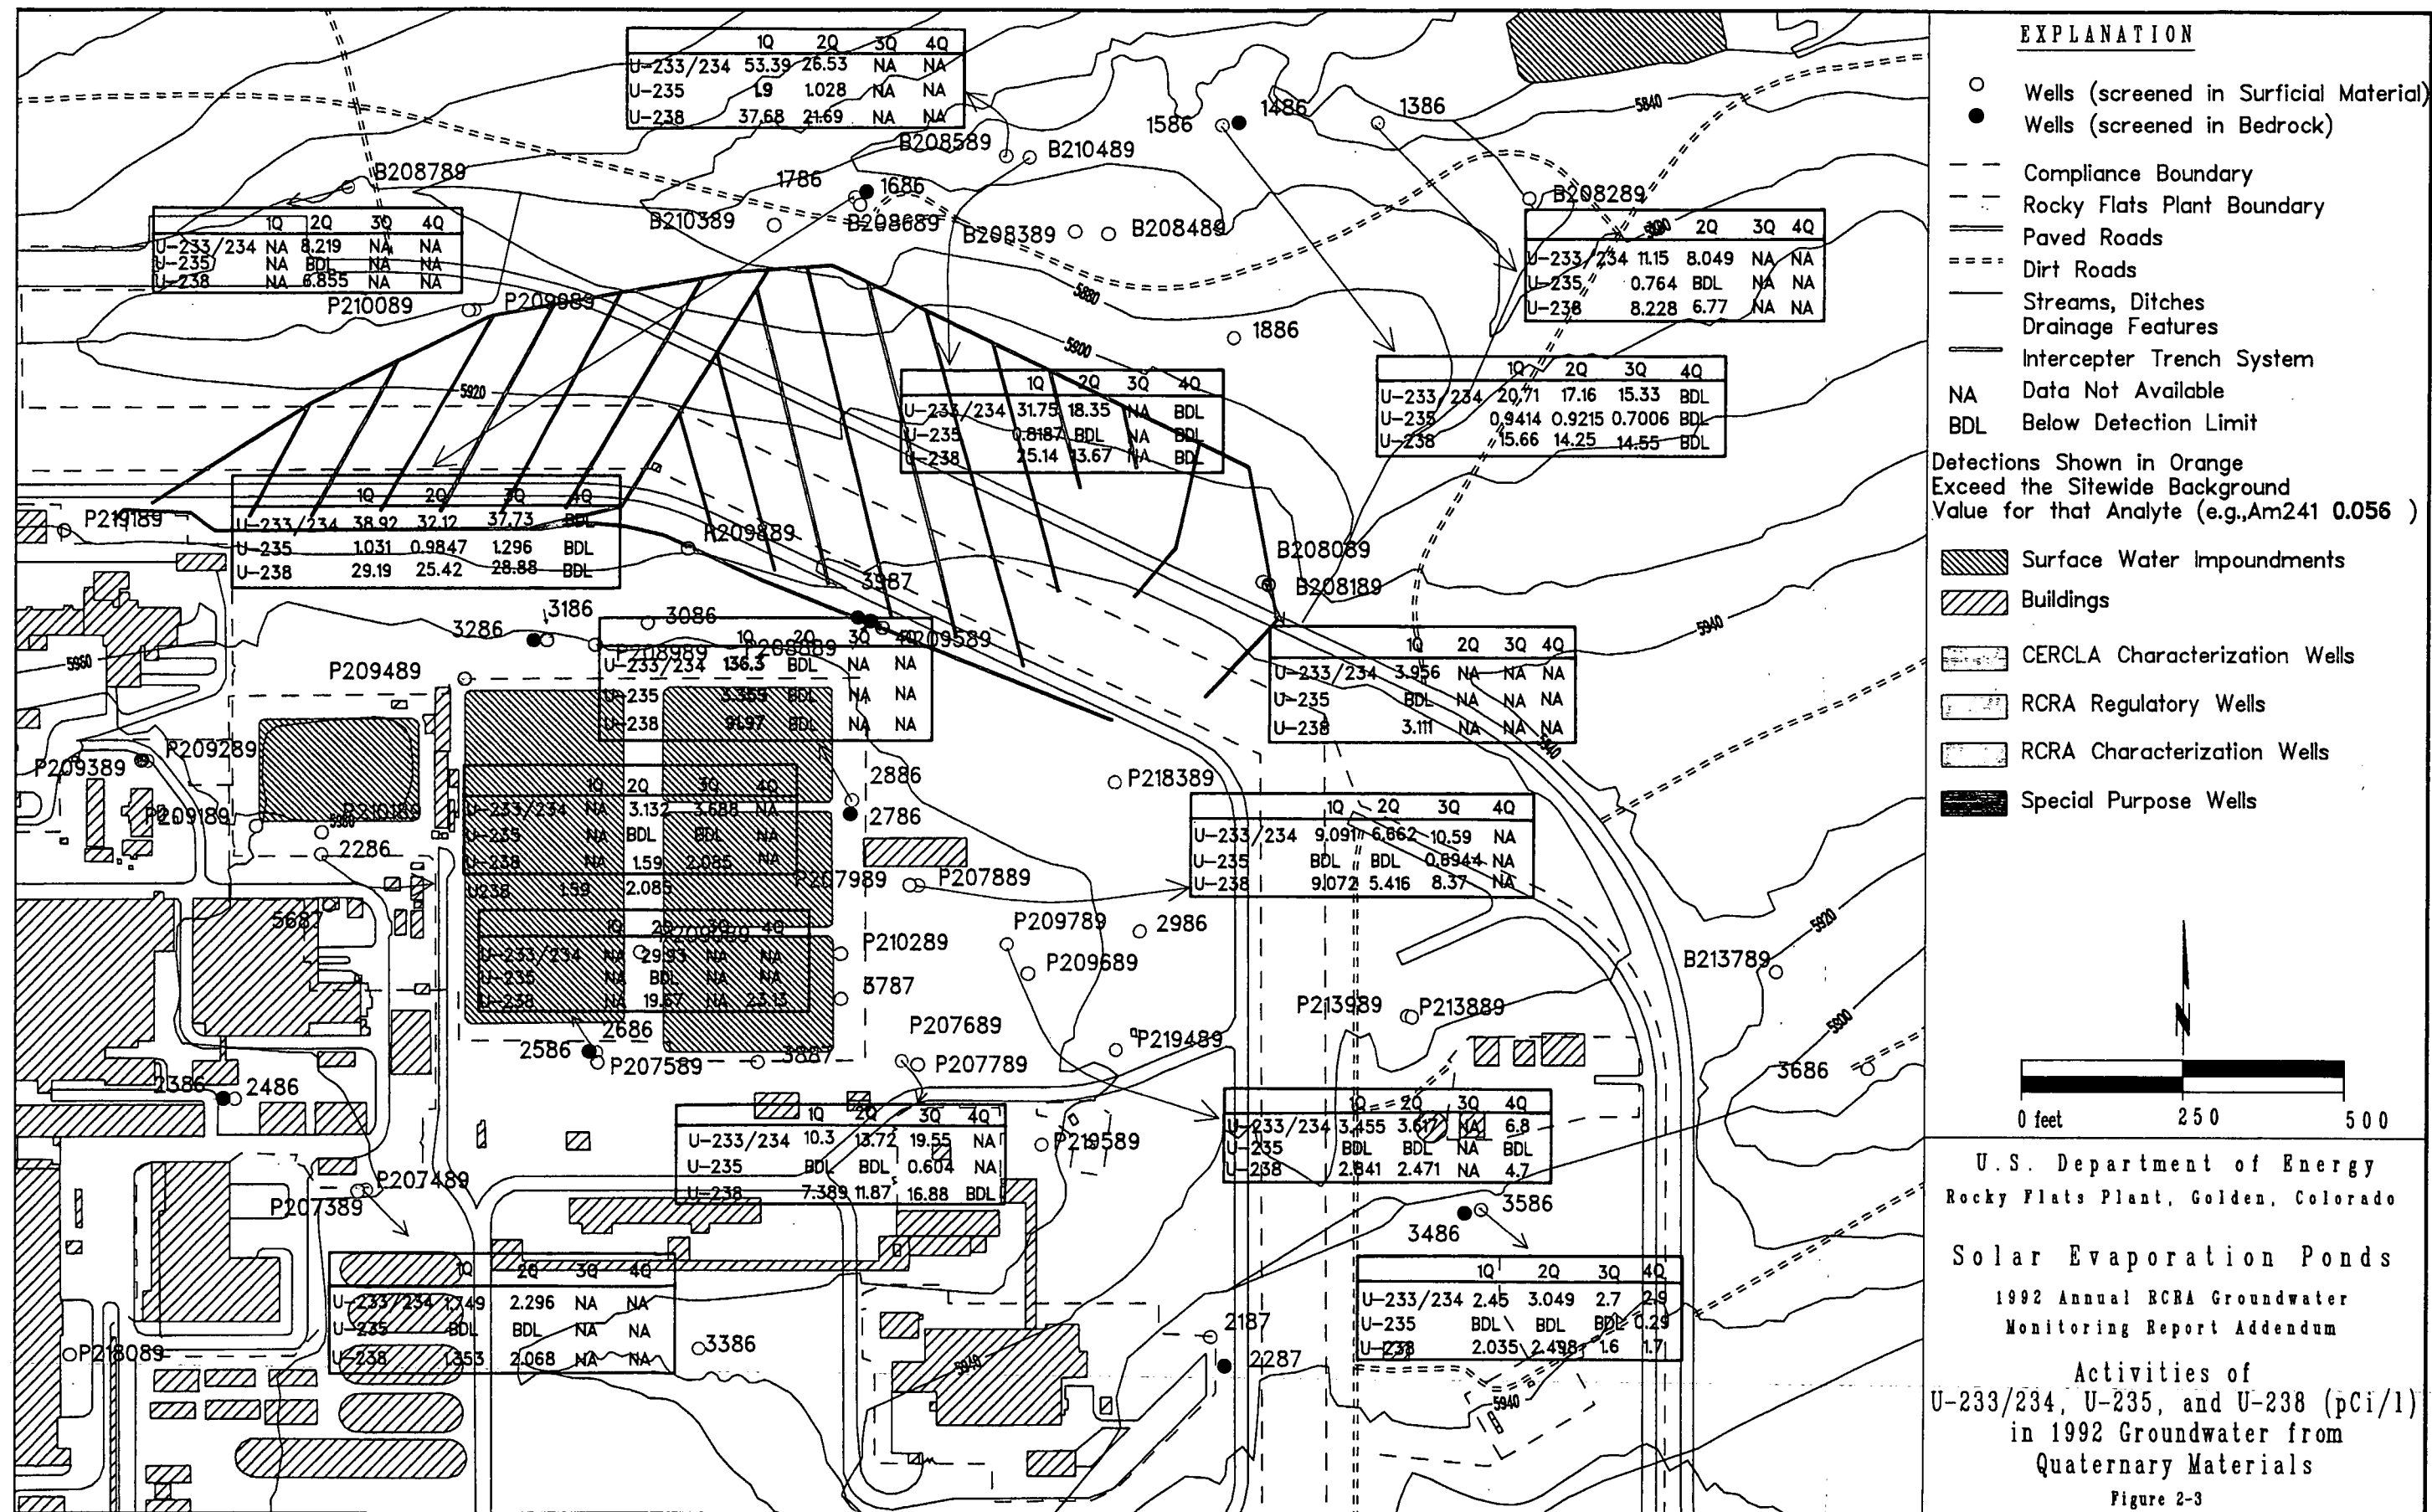 1Q 2Q 3Q 4Q
U-233/234 53.39 26.53 NA NA
U-235 1.9 1.028 NA NA
U-238 37.68 21.69 NA NA
B208589
B210489
1586
1486
1386
5840
B208789
1786
1686
B210389
B208689
B208389
B208489
B208289
1Q 2Q 3Q 4Q
U-233/234 NA 8.219 NA NA
U-235 NA BDL NA NA
U-238 NA 6.855 NA NA
2Q 3Q 4Q
U-233/234 11.15 8.049 NA NA
U-235 0.764 BDL NA NA
U-238 8.228 6.77 NA NA
P210089
P209989
5880
1886
5900
5920
1Q 2Q 3Q 4Q
U-233/234 31.75 18.35 NA BDL
U-235 0.8187 BDL NA BDL
U-238 25.14 13.67 NA BDL
1Q 2Q 3Q 4Q
U-233/234 20.71 17.16 15.33 BDL
U-235 0.9414 0.9215 0.7006 BDL
U-238 15.66 14.25 14.55 BDL
1Q 2Q 3Q 4Q
U-233/234 38.92 32.12 37.73 BDL
U-235 1.031 0.9847 1.296 BDL
U-238 29.19 25.42 28.88 BDL
P219189
P209889
3987
B208089
B208189
3186
3286
3086
P208989
P208889
P209589
5960
5940
P209489
1Q 2Q 3Q 4Q
U-233/234 136.3 BDL NA NA
U-235 3.359 BDL NA NA
U-238 91.97 BDL NA NA
1Q 2Q 3Q 4Q
U-233/234 3.956 NA NA NA
U-235 BDL NA NA NA
U-238 3.111 NA NA NA
5940
P209289
P209389
P209189
P210189
5980
2286
2886
2786
P218389
1Q 2Q 3Q 4Q
U-233/234 NA 3.132 3.688 NA
U-235 NA BDL BDL NA
U-238 NA 1.59 2.085 NA
U238 1.59 2.085
1Q 2Q 3Q 4Q
U-233/234 9.091 6.662 10.59 NA
U-235 BDL BDL 0.8944 NA
U-238 9.072 5.416 8.37 NA
P207989
P207889
5687
P209789
2986
P209689
P210289
3787
5920
B213789
1Q 2Q 3Q 4Q
U-233/234 NA 29.93 NA NA
U-235 NA BDL NA NA
U-238 NA 19.67 NA 23.13
P213989
P213889
2686
2586
P207589
3887
P207689
P207789
P219489
3686
2386
2486
1Q 2Q 3Q 4Q
U-233/234 10.3 13.72 19.55 NA
U-235 BDL BDL 0.604 NA
U-238 7.389 11.87 16.88 BDL
P219589
1Q 2Q 3Q 4Q
U-233/234 3.455 3.617 NA 6.8
U-235 BDL BDL NA BDL
U-238 2.841 2.471 NA 4.7
P207489
P207389
3586
3486
1Q 2Q 3Q 4Q
U-233/234 1.749 2.296 NA NA
U-235 BDL BDL NA NA
U-238 1.353 2.068 NA NA
1Q 2Q 3Q 4Q
U-233/234 2.45 3.049 2.7 2.9
U-235 BDL BDL BDL 0.29
U-238 2.035 2.498 1.6 1.7
P218089
3386
2187
2287
5940
5940
EXPLANATION
Wells (screened in Surficial Material)
Wells (screened in Bedrock)
Compliance Boundary
Rocky Flats Plant Boundary
Paved Roads
Dirt Roads
Streams, Ditches
Drainage Features
Intercepter Trench System
NA Data Not Available
BDL Below Detection Limit
Detections Shown in Orange
Exceed the Sitewide Background
Value for that Analyte (e.g.,Am241 0.056 )
Surface Water Impoundments
Buildings
CERCLA Characterization Wells
RCRA Regulatory Wells
RCRA Characterization Wells
Special Purpose Wells
N
0 feet 250 500
U.S. Department of Energy
Rocky Flats Plant, Golden, Colorado
Solar Evaporation Ponds
1992 Annual RCRA Groundwater
Monitoring Report Addendum
Activities of
U-233/234, U-235, and U-238 (pCi/l)
in 1992 Groundwater from
Quaternary Materials
Figure 2-3